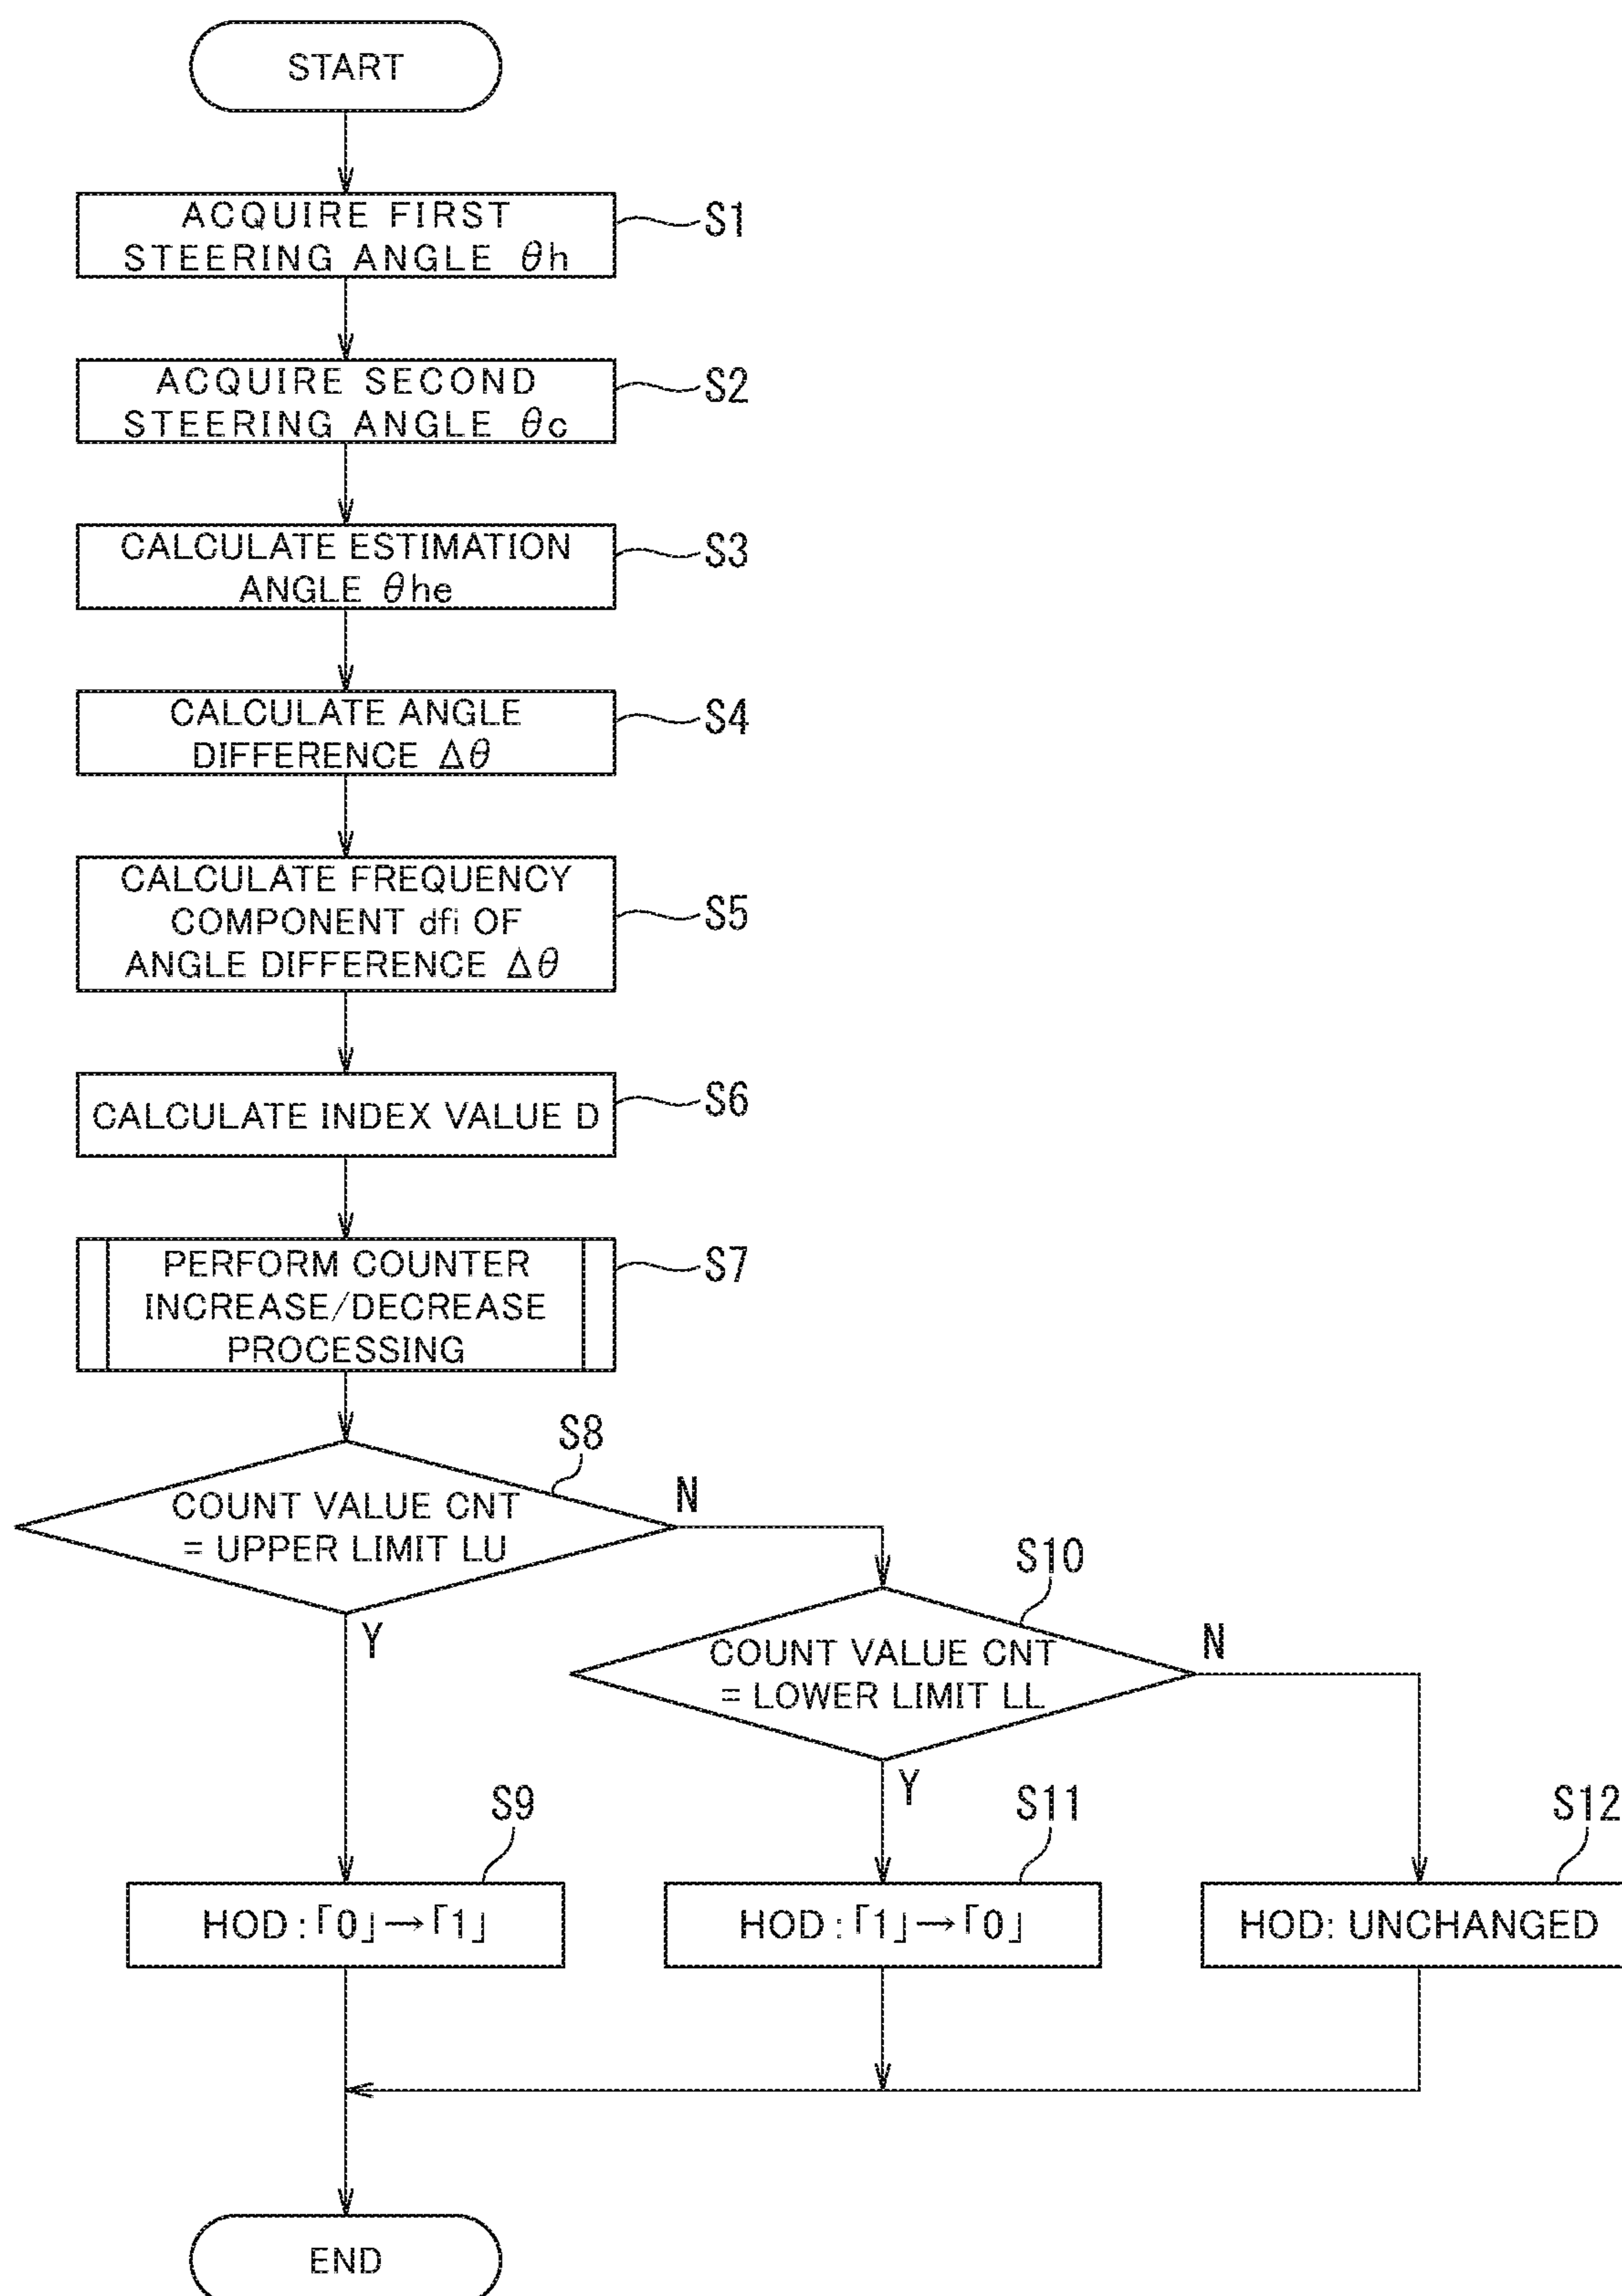 START
ACQUIRE FIRST
STEERING ANGLE θh
S1
ACQUIRE SECOND
STEERING ANGLE θc
S2
CALCULATE ESTIMATION
ANGLE θhe
S3
CALCULATE ANGLE
DIFFERENCE Δθ
S4
CALCULATE FREQUENCY
COMPONENT dfi OF
ANGLE DIFFERENCE Δθ
S5
CALCULATE INDEX VALUE D
S6
PERFORM COUNTER
INCREASE/DECREASE
PROCESSING
S7
S8
COUNT VALUE CNT
= UPPER LIMIT LU
N
Y
S10
COUNT VALUE CNT
= LOWER LIMIT LL
N
Y
S9
HOD:「0」→「1」
S11
HOD:「1」→「0」
S12
HOD: UNCHANGED
END